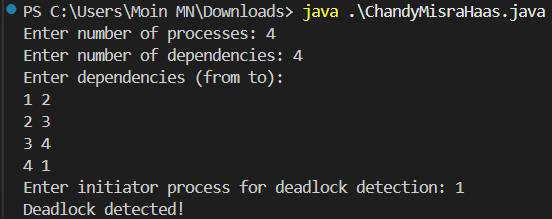 PS C:\Users\Moin MN\Downloads> java .\ChandyMisraHaas.java
Enter number of processes: 4
Enter number of dependencies: 4
Enter dependencies (from to):
1 2
2 3
3 4
4 1
Enter initiator process for deadlock detection: 1
Deadlock detected!